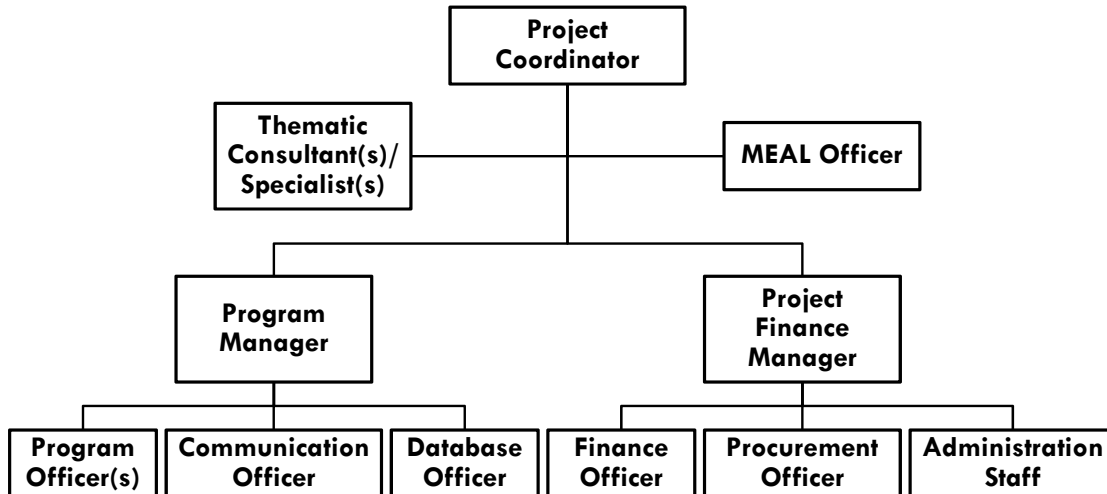 Project
Coordinator
Thematic
Consultant(s)/
Specialist(s)
MEAL Officer
Program
Manager
Project
Finance
Manager
Program
Officer(s)
Communication
Officer
Database
Officer
Finance
Officer
Procurement
Officer
Administration
Staff